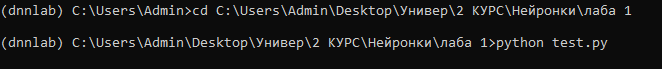 (dnnlab) C:\Users\Admin>cd C:\Users\Admin\Desktop\Универ\2 КУРС\Нейронки\лаба 1
(dnnlab) C:\Users\Admin\Desktop\Универ\2 КУРС\Нейронки\лаба 1>python test.py